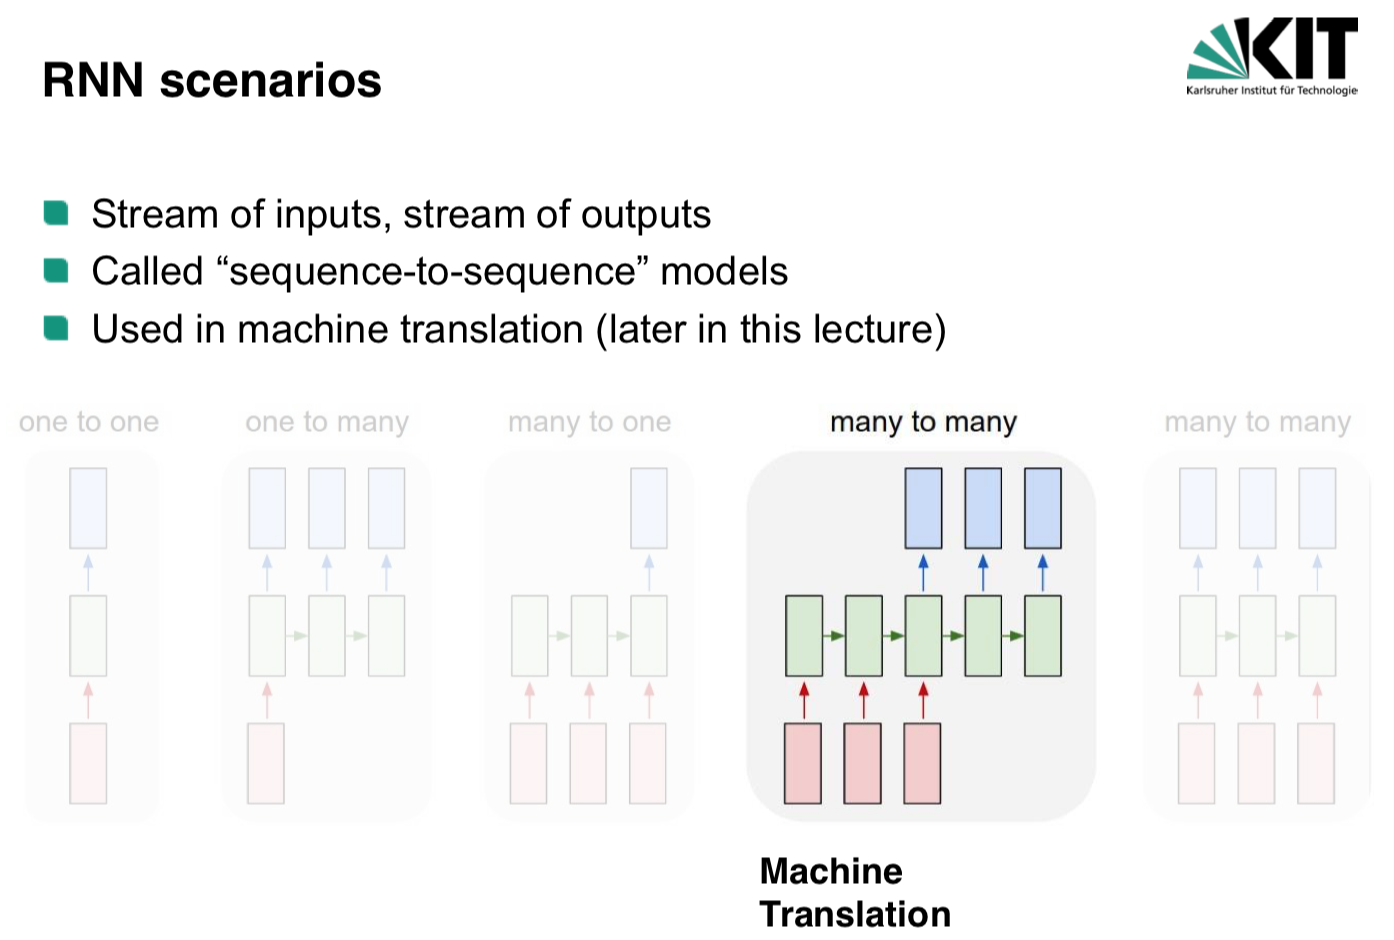 KIT
Karlsruher Institut für Technologie
RNN scenarios
Stream of inputs, stream of outputs
Called “sequence-to-sequence” models
Used in machine translation (later in this lecture)
one to one
one to many
many to one
many to many
many to many
Machine
Translation